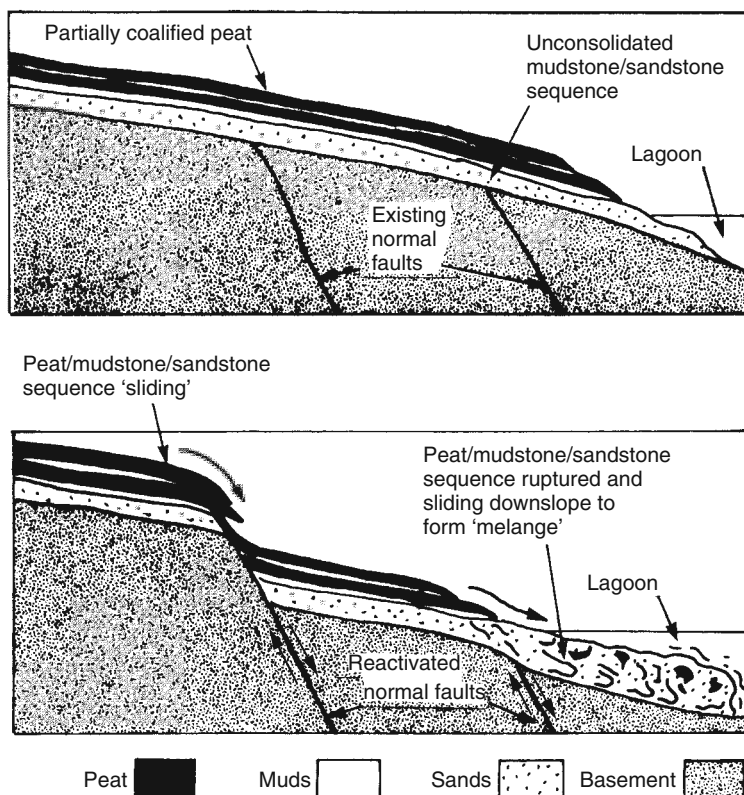 Partially coalified peat
Unconsolidated
mudstone/sandstone
sequence
Lagoon
Existing
normal
faults
Peat/mudstone/sandstone
sequence ‘sliding’
Peat/mudstone/sandstone
sequence ruptured and
sliding downslope to
form ‘melange’
Lagoon
Reactivated
normal faults
Peat
Muds
Sands
Basement